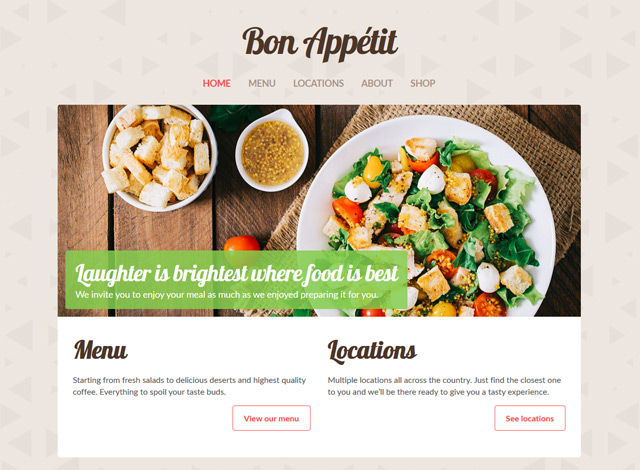 Bon Appétit
HOME MENU LOCATIONS ABOUT SHOP
Laughter is brightest where food is best
We invite you to enjoy your meal as much as we enjoyed preparing it for you.
Menu
Starting from fresh salads to delicious deserts and highest quality
coffee. Everything to spoil your taste buds.
View our menu
Locations
Multiple locations all across the country. Just find the closest one
to you and we'll be there ready to give you a tasty experience.
See locations